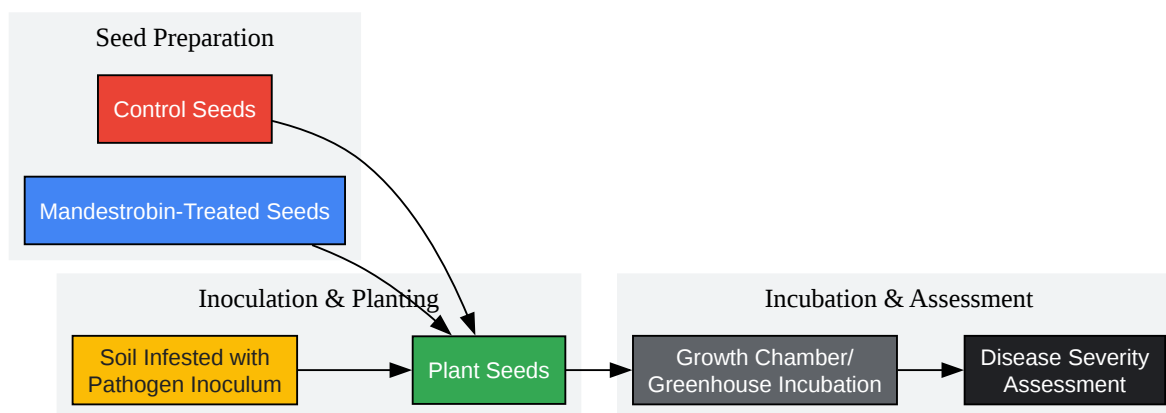 Seed Preparation
Control Seeds
Mandestrobin-Treated Seeds
Inoculation & Planting
Soil Infested with
Pathogen Inoculum
Plant Seeds
Incubation & Assessment
Growth Chamber/
Greenhouse Incubation
Disease Severity
Assessment